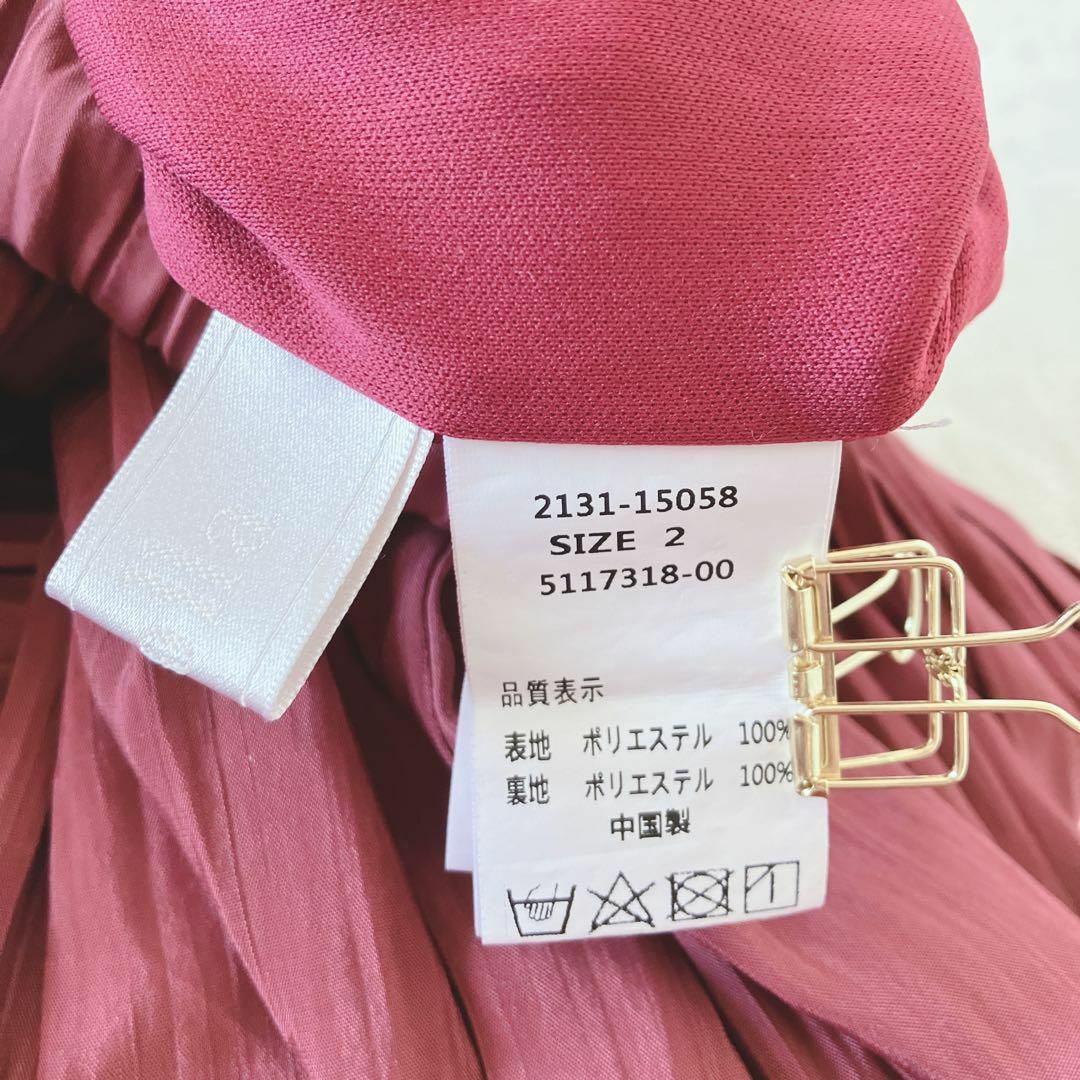 2131-15058
SIZE 2
5117318-00
品質表示
表地 ポリエステル 100%
裏地 ポリエステル 100%
中国製